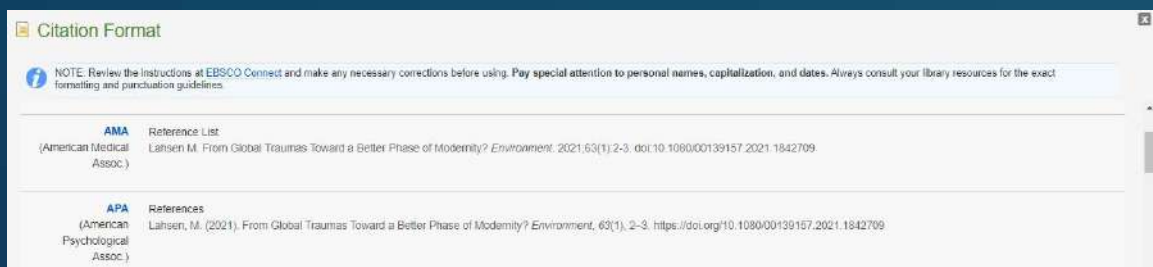 Citation Format
NOTE: Review the instructions at EBSCO Connect and make any necessary corrections before using. Pay special attention to personal names, capitalization, and dates. Always consult your library resources for the exact
formatting and punctuation guidelines.
AMA
(American Medical
Assoc.)
Reference List
Lahsen M. From Global Traumas Toward a Better Phase of Modernity? Environment. 2021;63(1):2-3. doi:10.1080/00139157.2021.1842709
APA
(American
Psychological
Assoc.)
References
Lahsen, M. (2021). From Global Traumas Toward a Better Phase of Modernity? Environment, 63(1), 2–3. https://doi.org/10.1080/00139157.2021.1842709